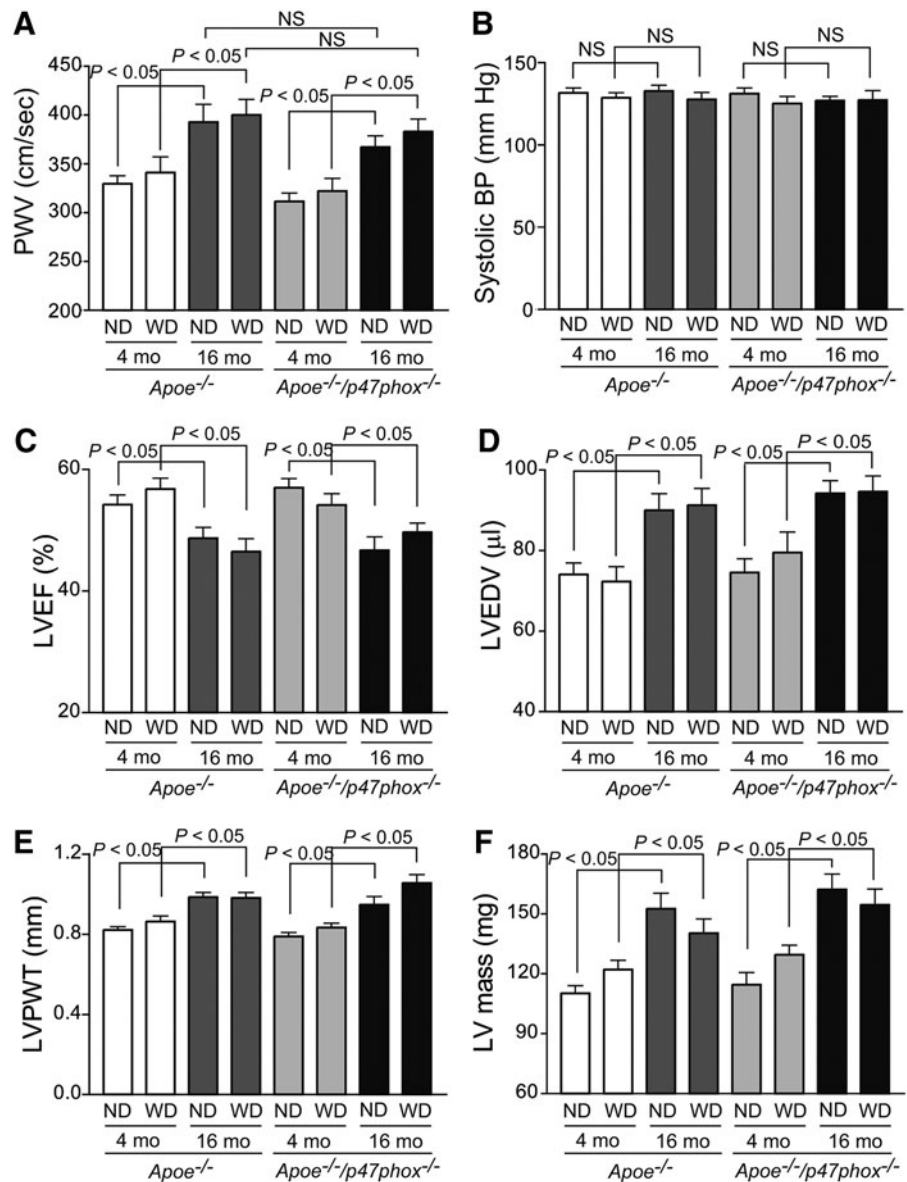 A
NS
NS
P < 0.05
P < 0.05
P < 0.05
P < 0.05
PWV (cm/sec)
450
400
350
300
250
200
ND WD ND WD ND WD ND WD
4 mo 16 mo 4 mo 16 mo
Apoe-/- Apoe-/-/p47phox-/-
B
NS NS NS NS
Systolic BP (mm Hg)
150
100
50
0
ND WD ND WD ND WD ND WD
4 mo 16 mo 4 mo 16 mo
Apoe-/- Apoe-/-/p47phox-/-
C
P < 0.05
P < 0.05
P < 0.05
P < 0.05
LVEF (%)
60
40
20
ND WD ND WD ND WD ND WD
4 mo 16 mo 4 mo 16 mo
Apoe-/- Apoe-/-/p47phox-/-
D
P < 0.05
P < 0.05
P < 0.05
P < 0.05
LVEDV (μl)
100
80
60
40
ND WD ND WD ND WD ND WD
4 mo 16 mo 4 mo 16 mo
Apoe-/- Apoe-/-/p47phox-/-
E
P < 0.05
P < 0.05
P < 0.05
P < 0.05
LVPWT (mm)
1.2
0.8
0.4
0.0
ND WD ND WD ND WD ND WD
4 mo 16 mo 4 mo 16 mo
Apoe-/- Apoe-/-/p47phox-/-
F
P < 0.05
P < 0.05
P < 0.05
P < 0.05
LV mass (mg)
180
150
120
90
60
ND WD ND WD ND WD ND WD
4 mo 16 mo 4 mo 16 mo
Apoe-/- Apoe-/-/p47phox-/-